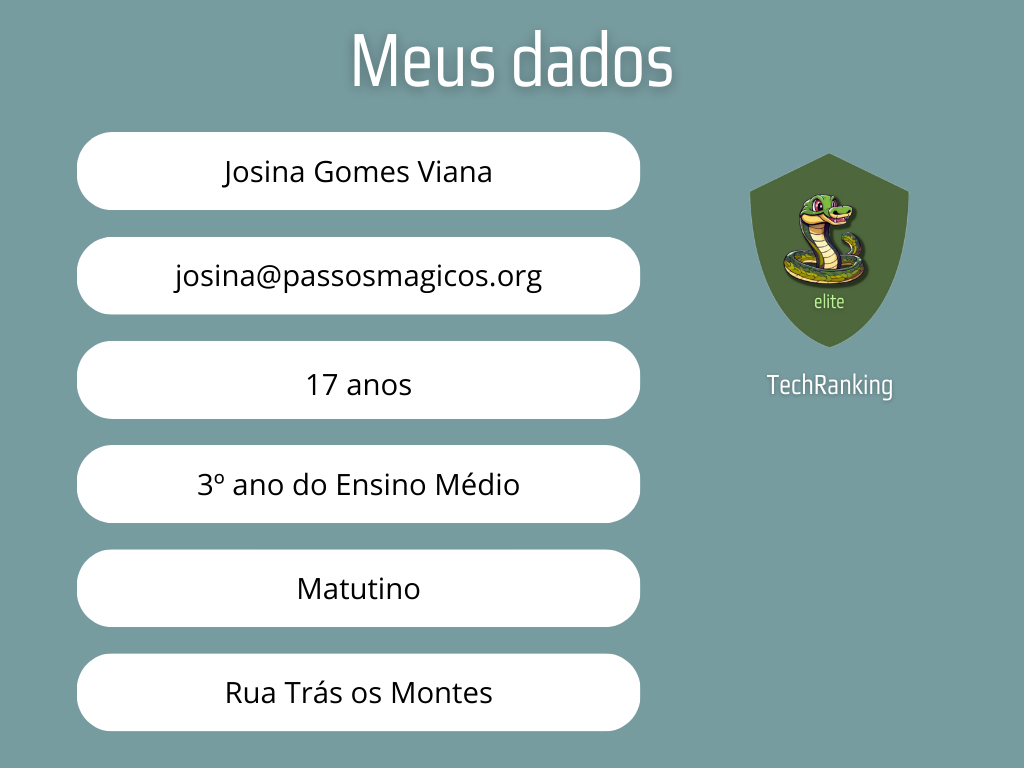 Meus dados
Josina Gomes Viana
josina@passosmagicos.org
17 anos
3º ano do Ensino Médio
Matutino
Rua Trás os Montes
elite
TechRanking